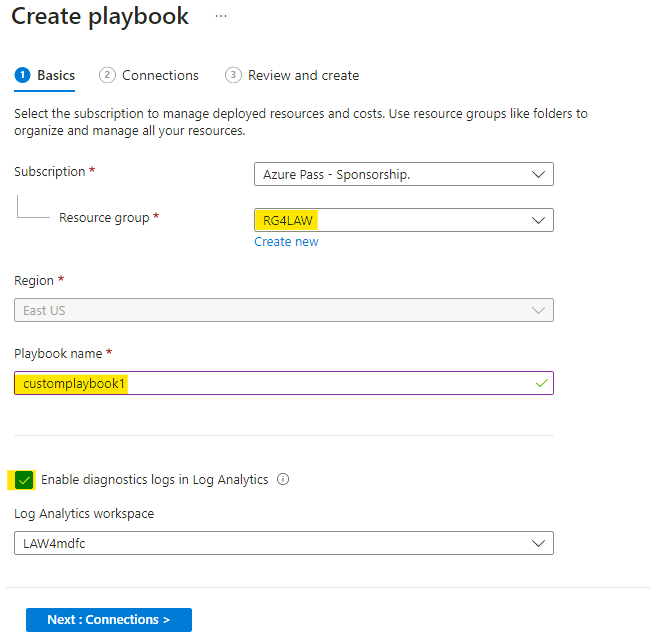 Create playbook ...
1 Basics 2 Connections 3 Review and create
Select the subscription to manage deployed resources and costs. Use resource groups like folders to
organize and manage all your resources.
Subscription * Azure Pass - Sponsorship.
Resource group * RG4LAW
Create new
Region *
East US
Playbook name *
customplaybook1
Enable diagnostics logs in Log Analytics
Log Analytics workspace
LAW4mdfc
Next : Connections >